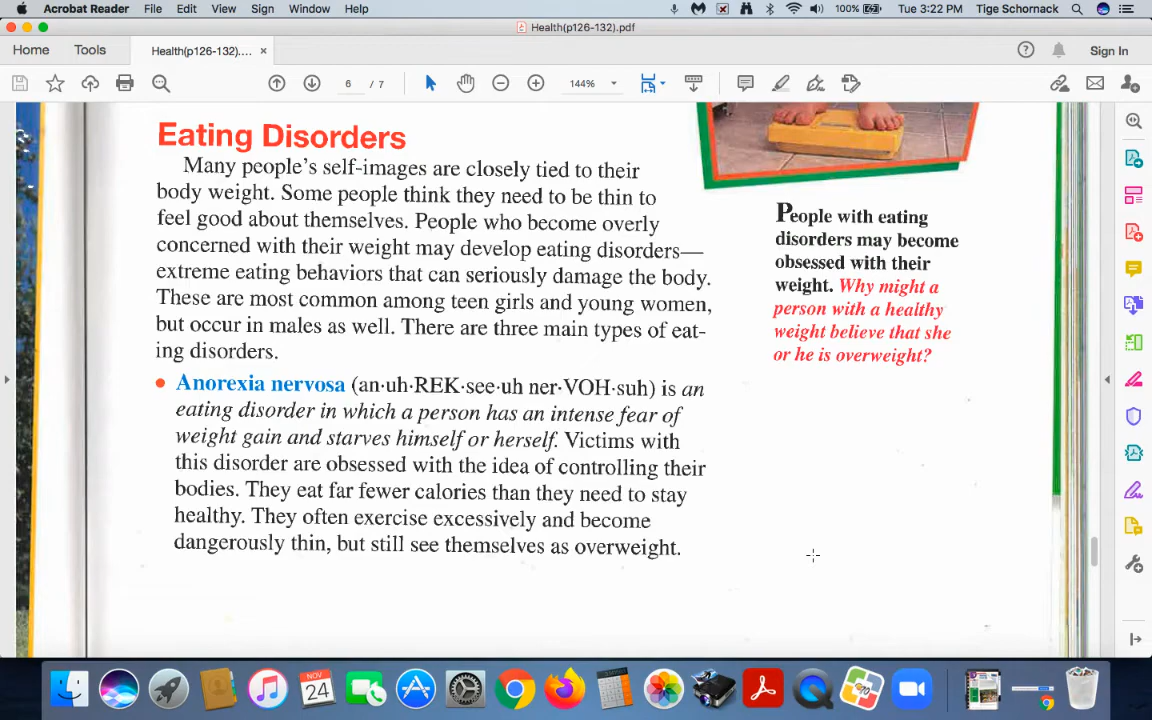 Acrobat Reader File Edit View Sign Window Help 100% Tue 3:22 PM Tige Schornack
Health(p126-132).pdf
Home Tools Health(p126-132).... × Sign In
6 / 7 144%
Eating Disorders
Many people's self-images are closely tied to their
body weight. Some people think they need to be thin to
feel good about themselves. People who become overly
concerned with their weight may develop eating disorders—
extreme eating behaviors that can seriously damage the body.
These are most common among teen girls and young women,
but occur in males as well. There are three main types of eat-
ing disorders.
• Anorexia nervosa (an·uh·REK·see·uh ner·VOH·suh) is an
eating disorder in which a person has an intense fear of
weight gain and starves himself or herself. Victims with
this disorder are obsessed with the idea of controlling their
bodies. They eat far fewer calories than they need to stay
healthy. They often exercise excessively and become
dangerously thin, but still see themselves as overweight.
People with eating
disorders may become
obsessed with their
weight. Why might a
person with a healthy
weight believe that she
or he is overweight?
NOV
24